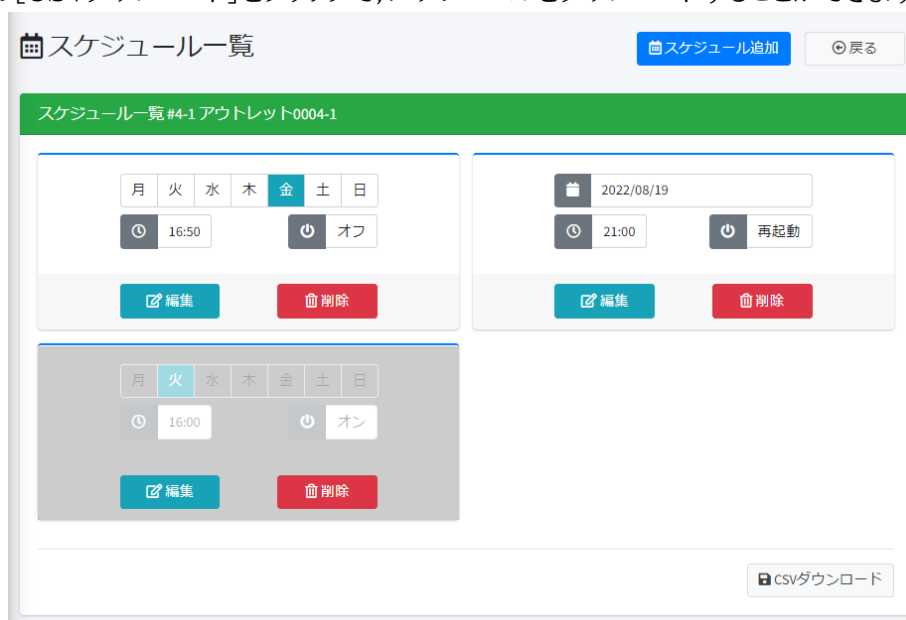 スケジュール一覧
スケジュール追加
戻る
スケジュール一覧 #4-1 アウトレット0004-1
月 火 水 木 金 土 日
16:50 オフ
編集 削除
2022/08/19
21:00 再起動
編集 削除
月 火 水 木 金 土 日
16:00 オン
編集 削除
CSVダウンロード